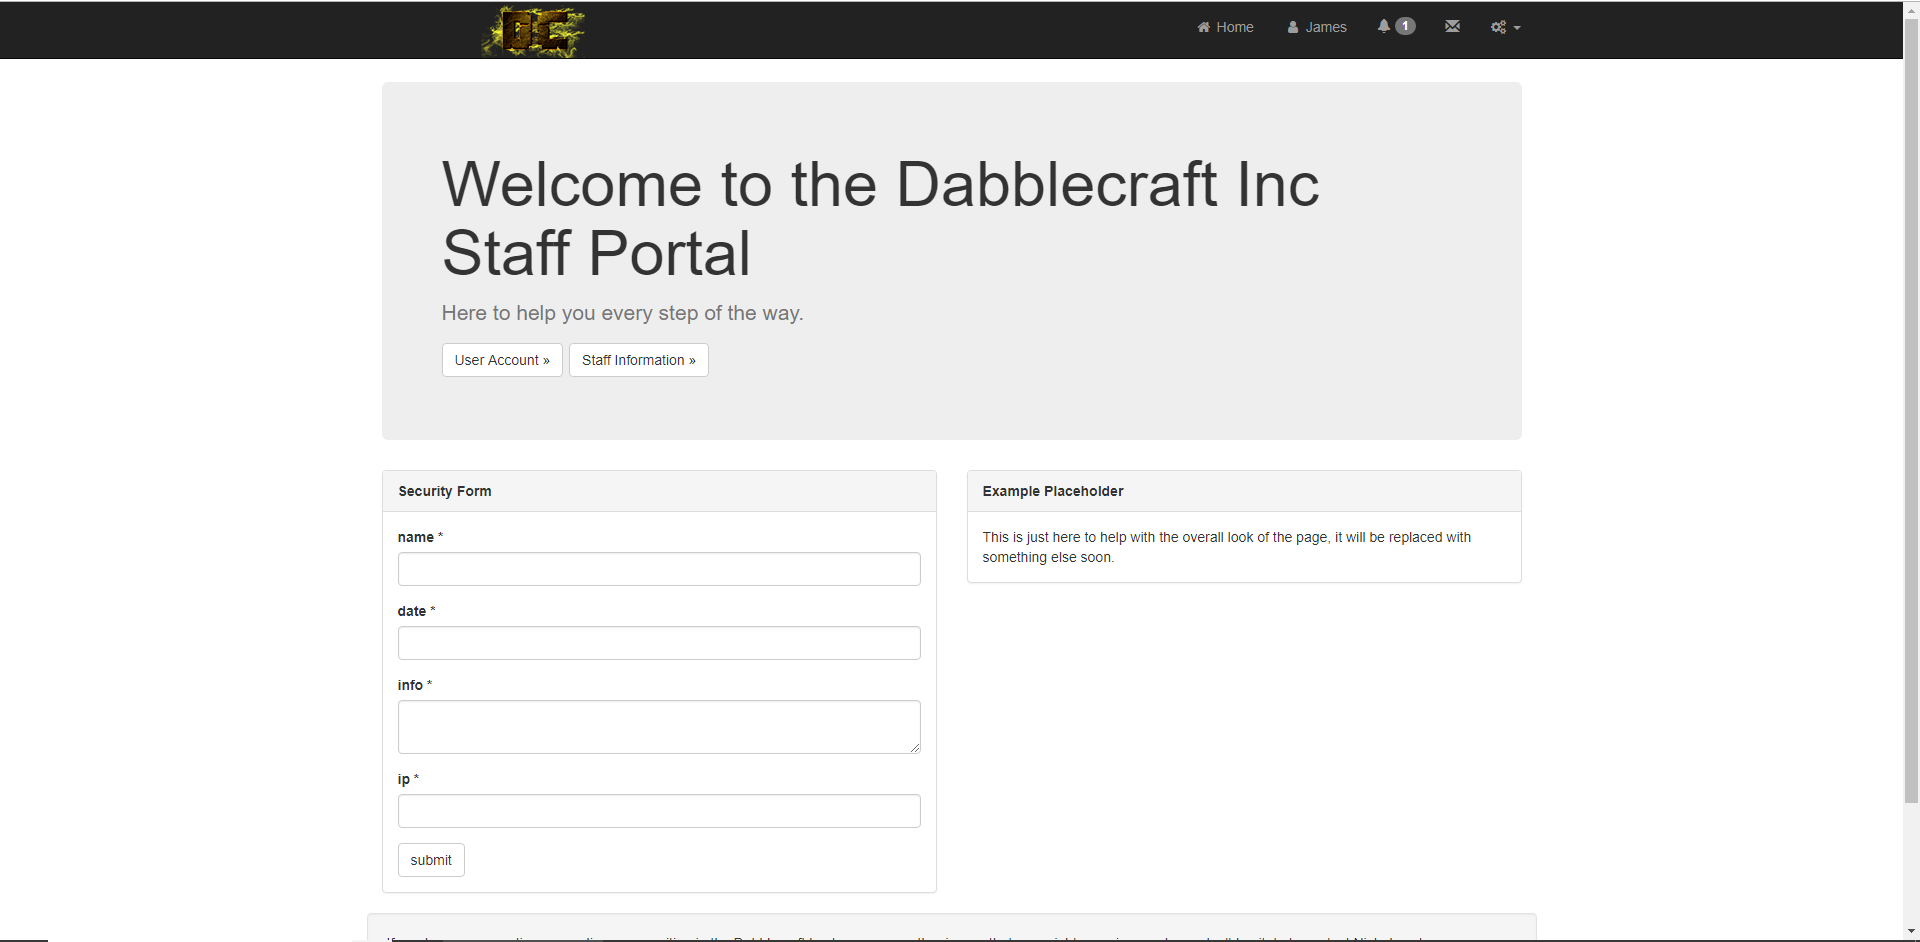 DC
Home
James
1
Welcome to the Dabblecraft Inc
Staff Portal
Here to help you every step of the way.
User Account »
Staff Information »
Security Form
name *
date *
info *
ip *
submit
Example Placeholder
This is just here to help with the overall look of the page, it will be replaced with
something else soon.